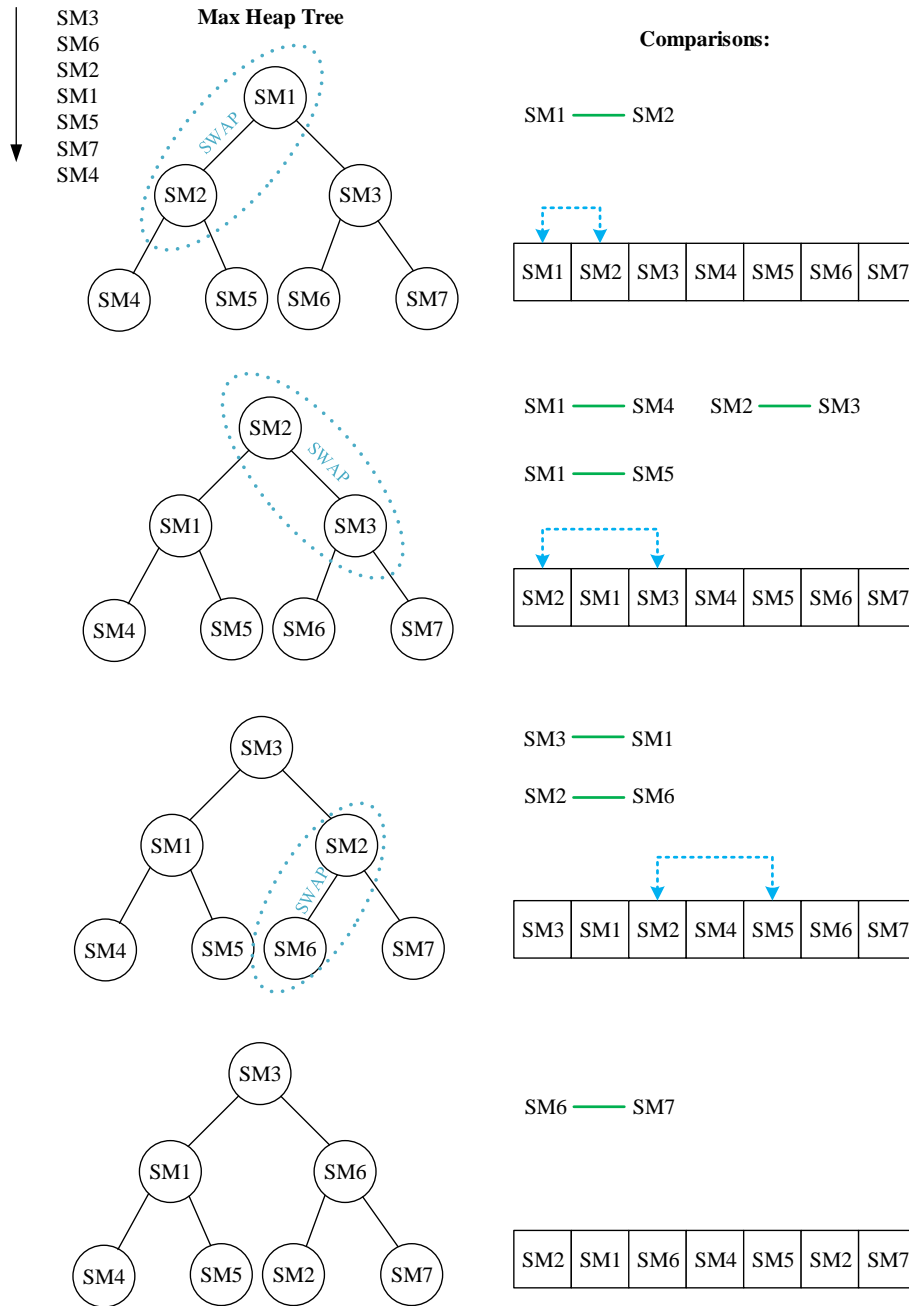 SM3
SM6
SM2
SM1
SM5
SM7
SM4
Max Heap Tree
Comparisons:
SM1
SWAP
SM2 SM3
SM4 SM5 SM6 SM7
SM1 SM2
SM1 SM2 SM3 SM4 SM5 SM6 SM7
SM2
SWAP
SM1 SM3
SM4 SM5 SM6 SM7
SM1 SM4 SM2 SM3
SM1 SM5
SM2 SM1 SM3 SM4 SM5 SM6 SM7
SM3
SM1 SM2
SWAP
SM4 SM5 SM6 SM7
SM3 SM1
SM2 SM6
SM3 SM1 SM2 SM4 SM5 SM6 SM7
SM3
SM1 SM6
SM4 SM5 SM2 SM7
SM6 SM7
SM2 SM1 SM6 SM4 SM5 SM2 SM7